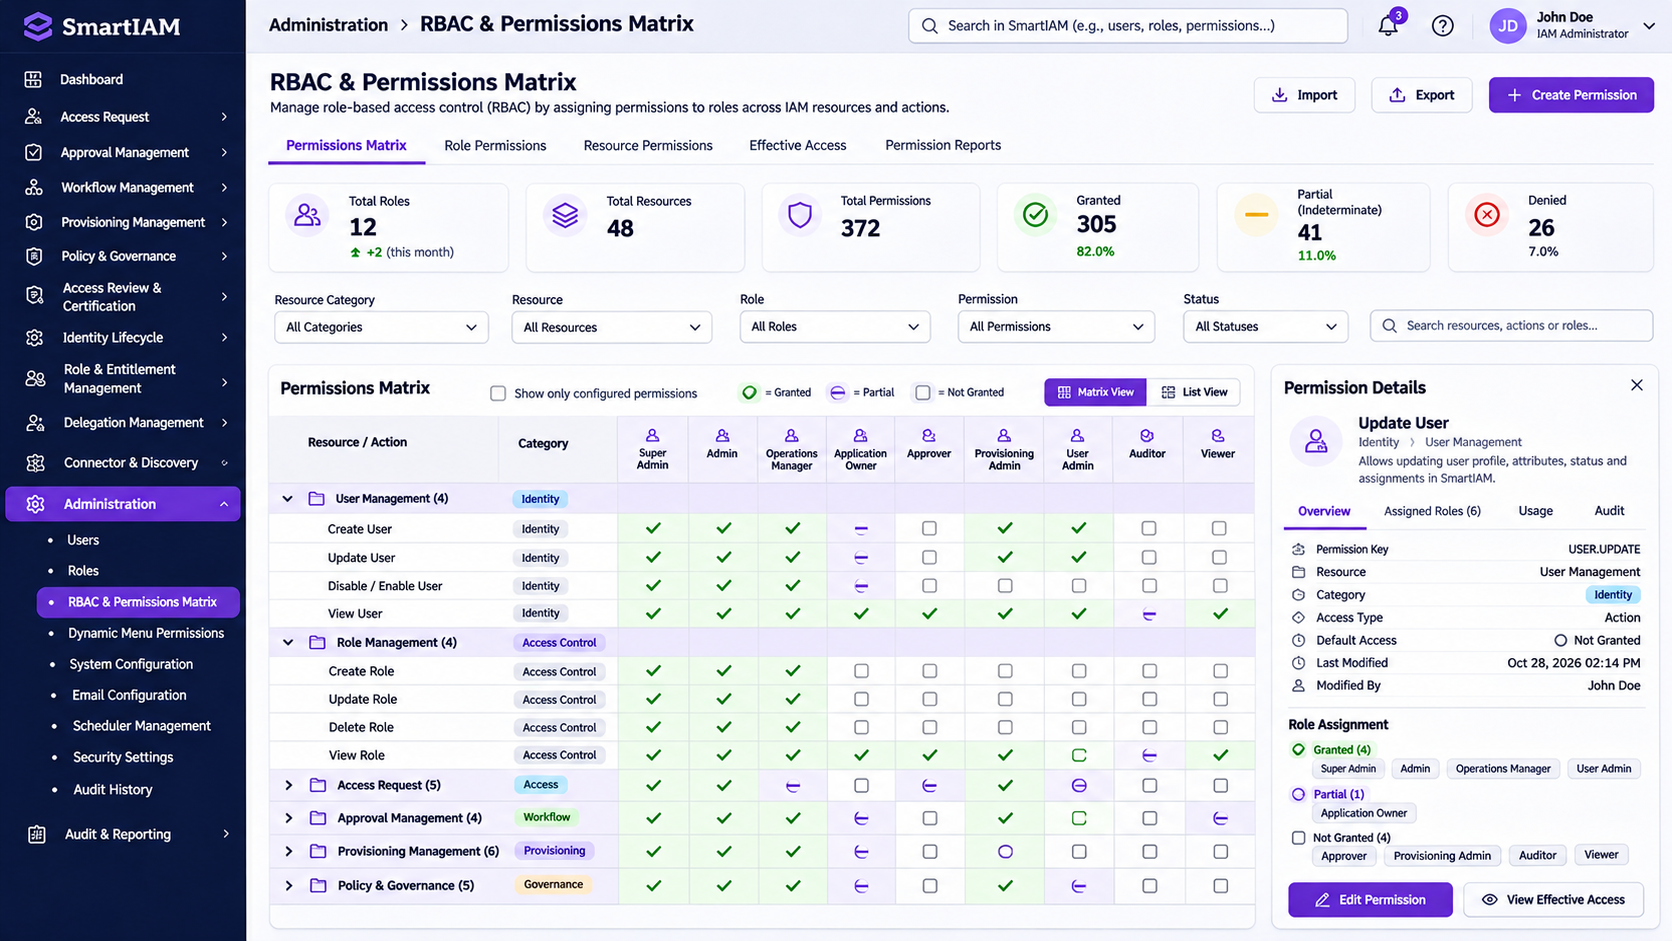 SmartIAM
Administration > RBAC & Permissions Matrix
Search in SmartIAM (e.g., users, roles, permissions...)
3
JD
John Doe
IAM Administrator
Dashboard
Access Request
Approval Management
Workflow Management
Provisioning Management
Policy & Governance
Access Review &
Certification
Identity Lifecycle
Role & Entitlement
Management
Delegation Management
Connector & Discovery
Administration
• Users
• Roles
• RBAC & Permissions Matrix
• Dynamic Menu Permissions
• System Configuration
• Email Configuration
• Scheduler Management
• Security Settings
• Audit History
Audit & Reporting
RBAC & Permissions Matrix
Manage role-based access control (RBAC) by assigning permissions to roles across IAM resources and actions.
Import
Export
+ Create Permission
Permissions Matrix
Role Permissions
Resource Permissions
Effective Access
Permission Reports
Total Roles
12
+2 (this month)
Total Resources
48
Total Permissions
372
Granted
305
82.0%
Partial
(Indeterminate)
41
11.0%
Denied
26
7.0%
Resource Category
All Categories
Resource
All Resources
Role
All Roles
Permission
All Permissions
Status
All Statuses
Search resources, actions or roles...
Permissions Matrix
Show only configured permissions
= Granted
= Partial
= Not Granted
Matrix View
List View
Resource / Action
Category
Super
Admin
Admin
Operations
Manager
Application
Owner
Approver
Provisioning
Admin
User
Admin
Auditor
Viewer
User Management (4) Identity
Create User Identity
Update User Identity
Disable / Enable User Identity
View User Identity
Role Management (4) Access Control
Create Role Access Control
Update Role Access Control
Delete Role Access Control
View Role Access Control
Access Request (5) Access
Approval Management (4) Workflow
Provisioning Management (6) Provisioning
Policy & Governance (5) Governance
Permission Details
Update User
Identity > User Management
Allows updating user profile, attributes, status and
assignments in SmartIAM.
Overview
Assigned Roles (6)
Usage
Audit
Permission Key USER.UPDATE
Resource User Management
Category Identity
Access Type Action
Default Access Not Granted
Last Modified Oct 28, 2026 02:14 PM
Modified By John Doe
Role Assignment
Granted (4)
Super Admin Admin Operations Manager User Admin
Partial (1)
Application Owner
Not Granted (4)
Approver Provisioning Admin Auditor Viewer
Edit Permission
View Effective Access